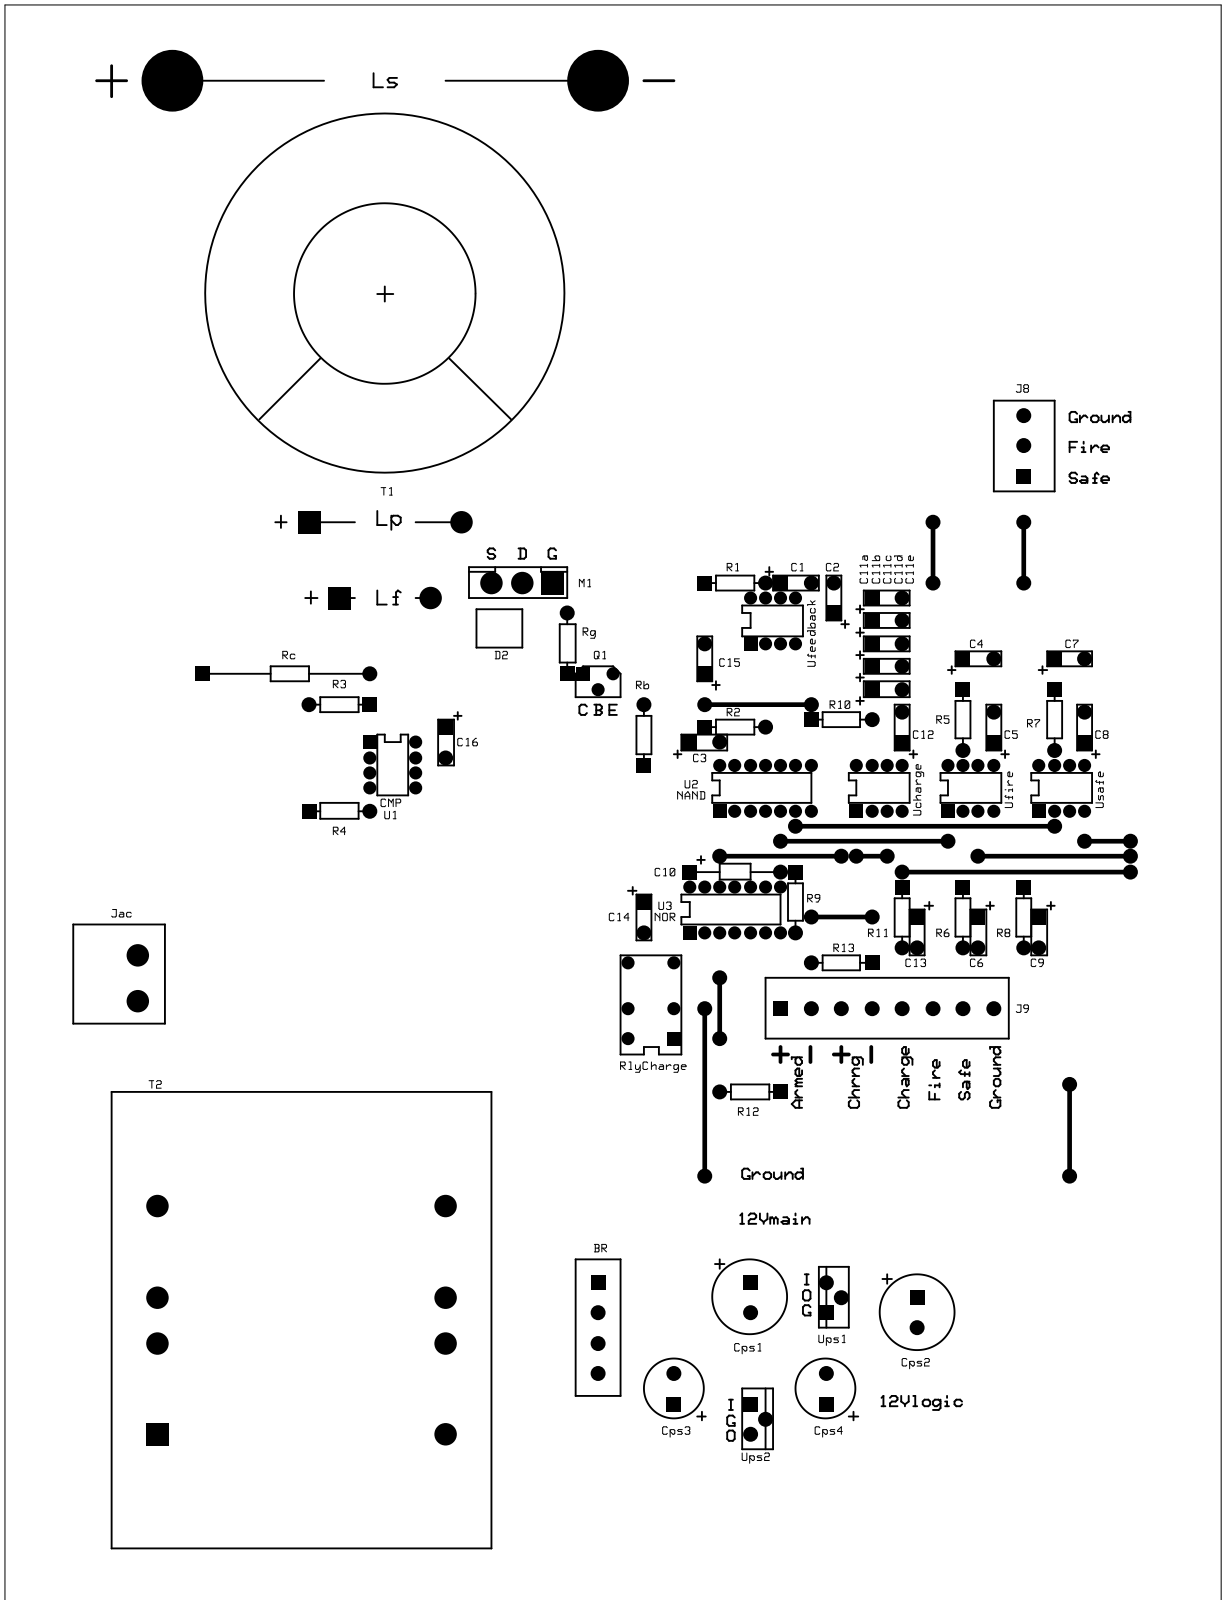 + Ls −
T1
+ Lp
+ Lf
S D G
M1
D2
Rg
Q1
C B E
Rb
Rc
R3
C16
CMP
U1
R4
J8
Ground
Fire
Safe
R1
C1
C2
C11a
C11b
C11c
C11d
C11e
Ufeedback
C15
R2
C3
R10
C12
C4
C7
R5
C5
R7
C8
U2
NAND
Ucharge
Ufire
Usafe
C10
R9
C14
U3
NOR
R11
C13
R6
C6
R8
C9
R13
J9
+ − + −
Armed
Chrng
Charge
Fire
Safe
Ground
RlyCharge
R12
Jac
T2
Ground
12Vmain
BR
Cps1
I
O
G
Ups1
Cps2
Cps3
I
G
O
Ups2
Cps4
12Vlogic